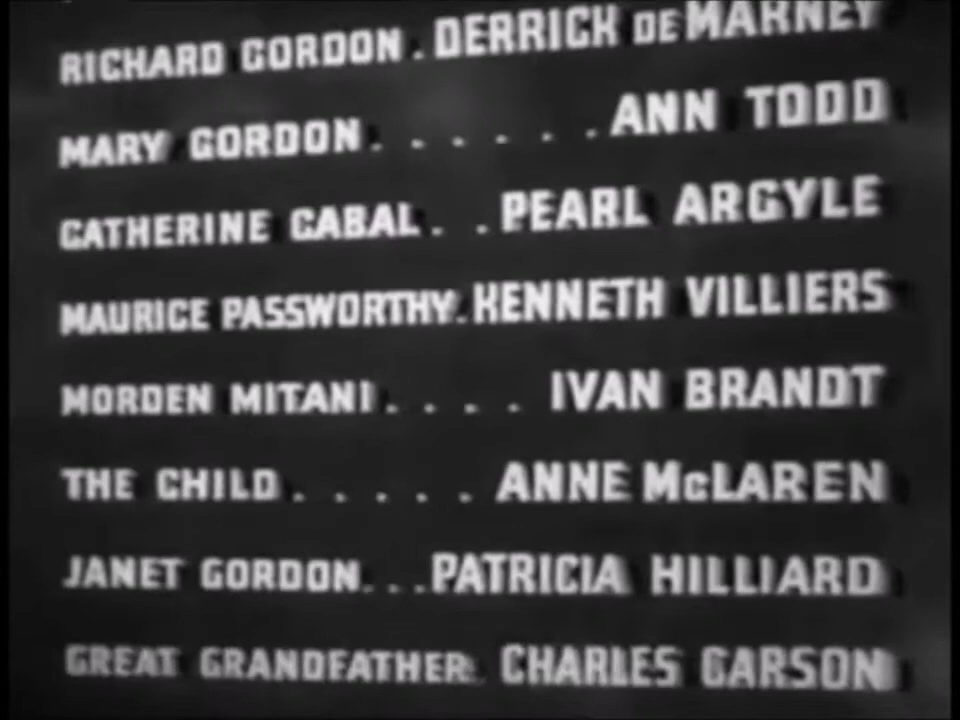 RICHARD GORDON . DERRICK DE MARNEY
MARY GORDON . . . . . . ANN TODD
CATHERINE CABAL . . PEARL ARGYLE
MAURICE PASSWORTHY . KENNETH VILLIERS
MORDEN MITANI . . . . IVAN BRANDT
THE CHILD . . . . . ANNE McLAREN
JANET GORDON . . . PATRICIA HILLIARD
GREAT GRANDFATHER . CHARLES CARSON